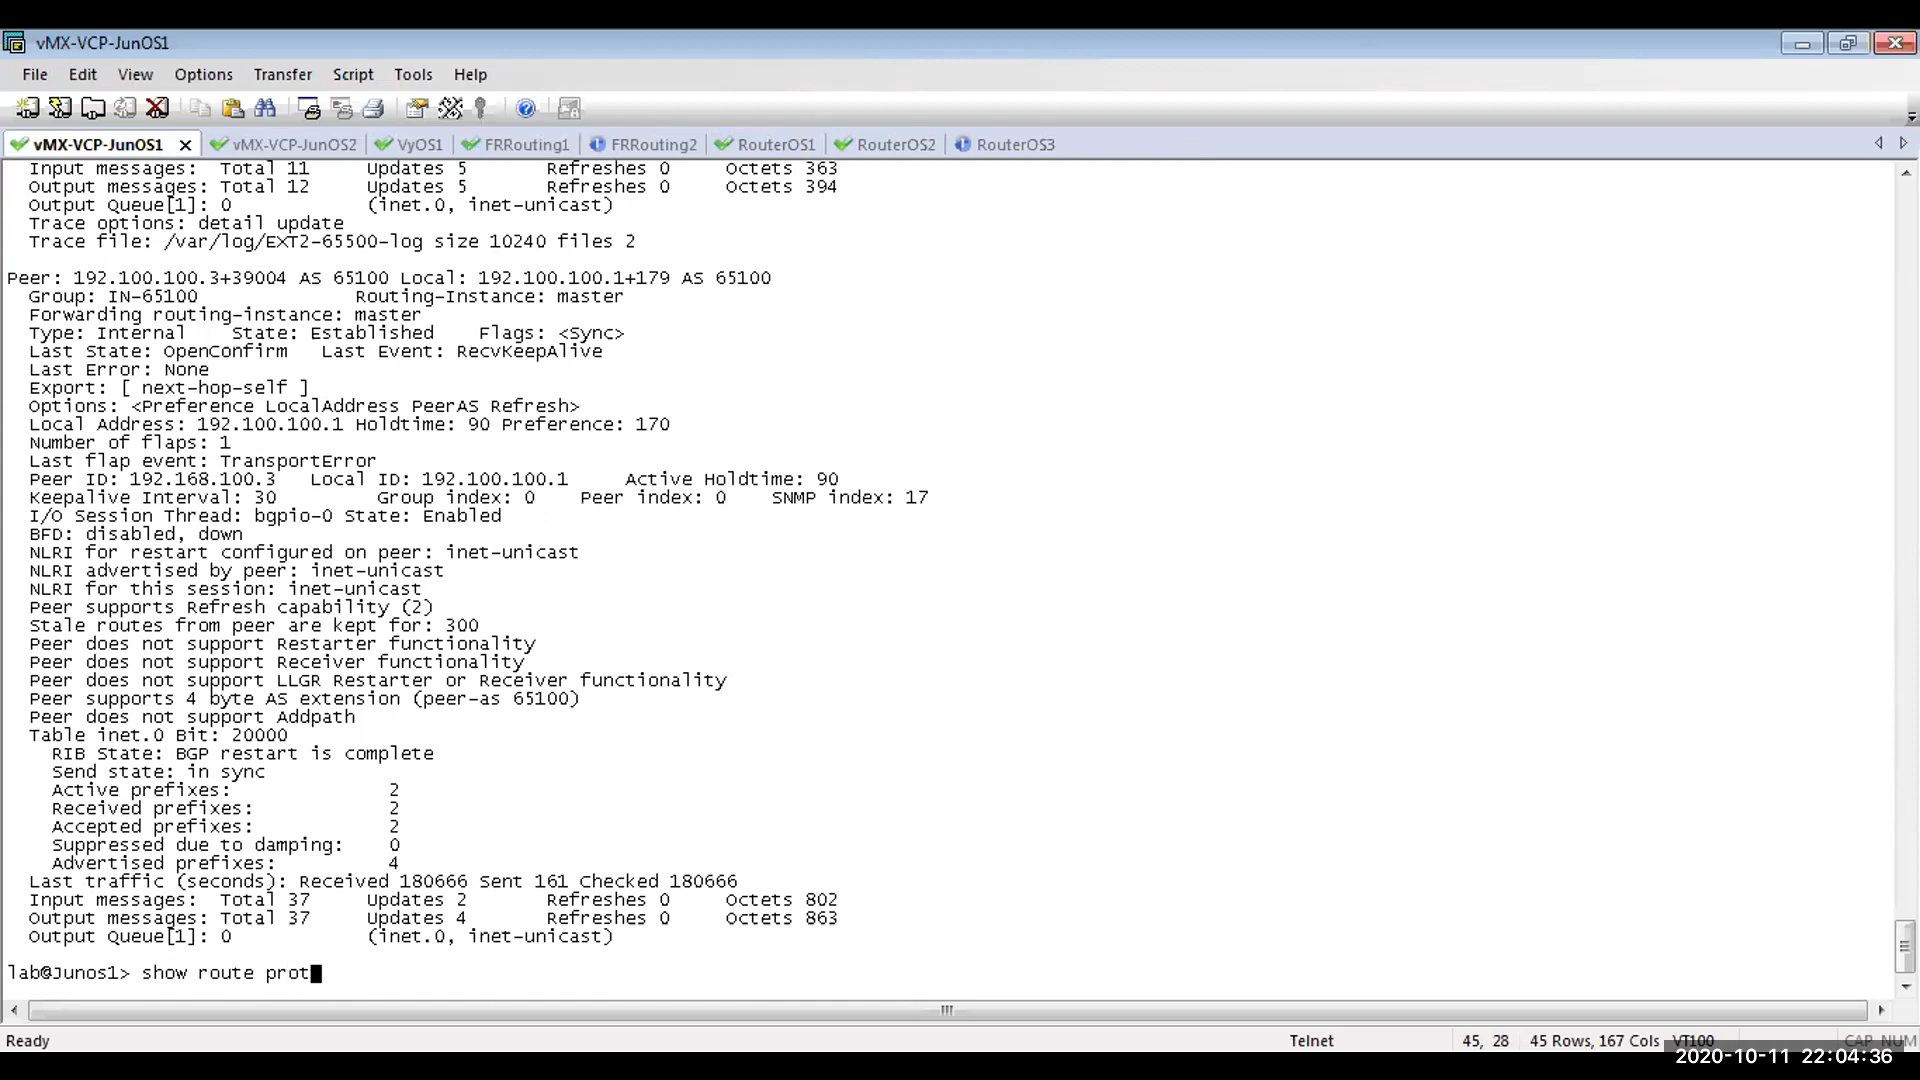 vMX-VCP-JunOS1
File Edit View Options Transfer Script Tools Help
vMX-VCP-JunOS1 vMX-VCP-JunOS2 VyOS1 FRRouting1 FRRouting2 RouterOS1 RouterOS2 RouterOS3
Input messages: Total 11 Updates 5 Refreshes 0 Octets 363
Output messages: Total 12 Updates 5 Refreshes 0 Octets 394
Output Queue[1]: 0 (inet.0, inet-unicast)
Trace options: detail update
Trace file: /var/log/EXT2-65500-log size 10240 files 2
Peer: 192.100.100.3+39004 AS 65100 Local: 192.100.100.1+179 AS 65100
Group: IN-65100 Routing-Instance: master
Forwarding routing-instance: master
Type: Internal State: Established Flags: <Sync>
Last State: OpenConfirm Last Event: RecvKeepAlive
Last Error: None
Export: [ next-hop-self ]
Options: <Preference LocalAddress PeerAS Refresh>
Local Address: 192.100.100.1 Holdtime: 90 Preference: 170
Number of flaps: 1
Last flap event: TransportError
Peer ID: 192.168.100.3 Local ID: 192.100.100.1 Active Holdtime: 90
Keepalive Interval: 30 Group index: 0 Peer index: 0 SNMP index: 17
I/O Session Thread: bgpio-0 State: Enabled
BFD: disabled, down
NLRI for restart configured on peer: inet-unicast
NLRI advertised by peer: inet-unicast
NLRI for this session: inet-unicast
Peer supports Refresh capability (2)
Stale routes from peer are kept for: 300
Peer does not support Restarter functionality
Peer does not support Receiver functionality
Peer does not support LLGR Restarter or Receiver functionality
Peer supports 4 byte AS extension (peer-as 65100)
Peer does not support Addpath
Table inet.0 Bit: 20000
RIB State: BGP restart is complete
Send state: in sync
Active prefixes: 2
Received prefixes: 2
Accepted prefixes: 2
Suppressed due to damping: 0
Advertised prefixes: 4
Last traffic (seconds): Received 180666 Sent 161 Checked 180666
Input messages: Total 37 Updates 2 Refreshes 0 Octets 802
Output messages: Total 37 Updates 4 Refreshes 0 Octets 863
Output Queue[1]: 0 (inet.0, inet-unicast)
lab@Junos1> show route prot
Ready Telnet 45, 28 45 Rows, 167 Cols VT100 CAP NUM
2020-10-11 22:04:36